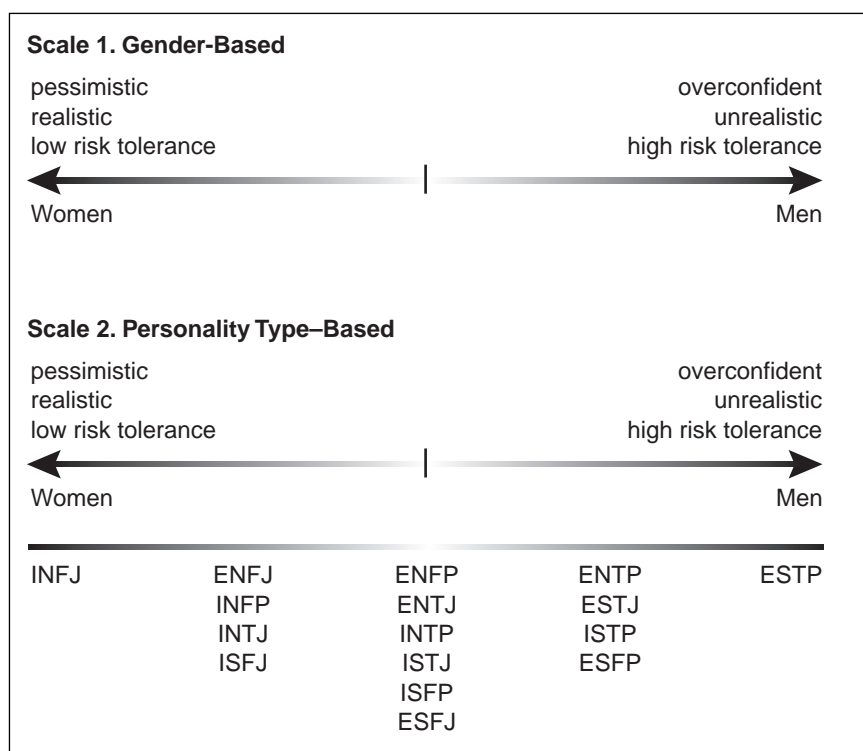 Scale 1. Gender-Based
pessimistic overconfident
realistic unrealistic
low risk tolerance high risk tolerance
Women Men
Scale 2. Personality Type–Based
pessimistic overconfident
realistic unrealistic
low risk tolerance high risk tolerance
Women Men
INFJ ENFJ ENFP ENTP ESTP
INFP ENTJ ESTJ
INTJ INTP ISTP
ISFJ ISTJ ESFP
ISFP
ESFJ